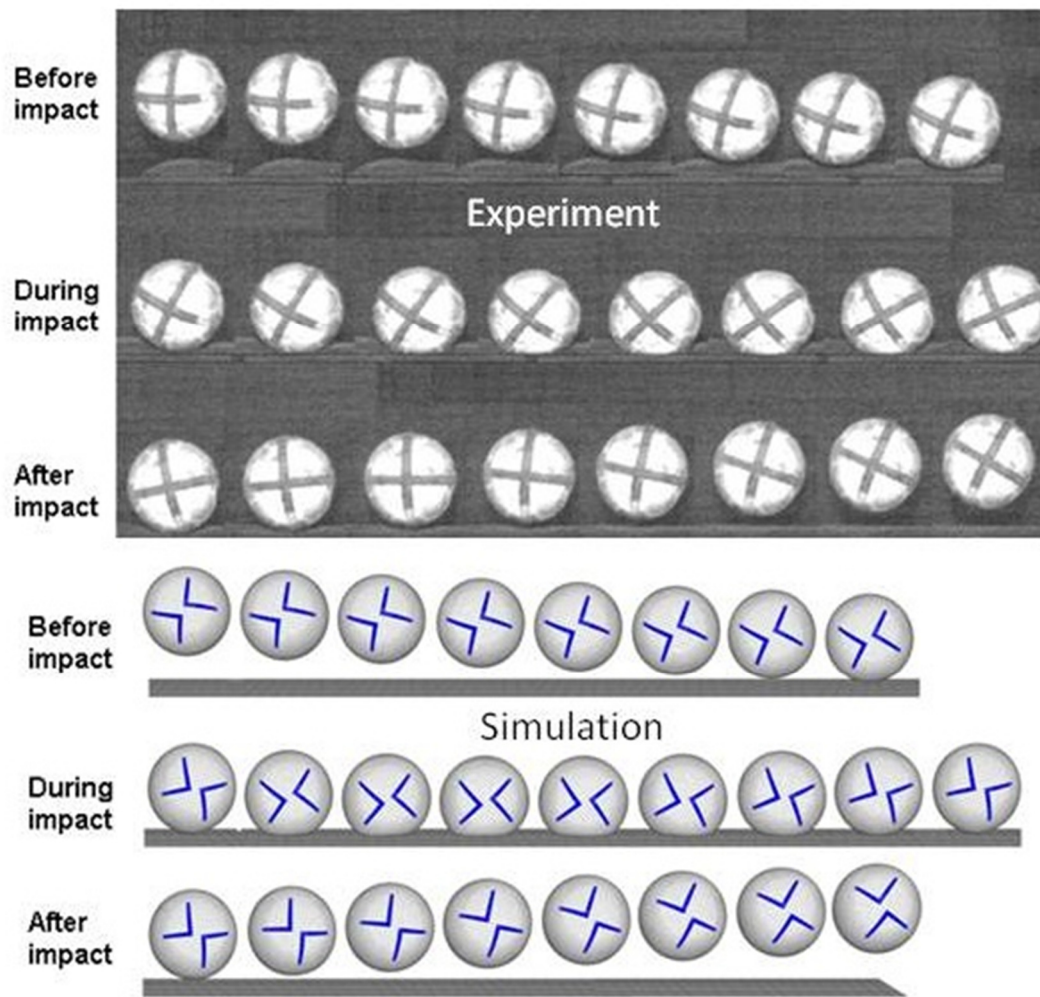 Before
impact
Experiment
During
impact
After
impact
Before
impact
Simulation
During
impact
After
impact